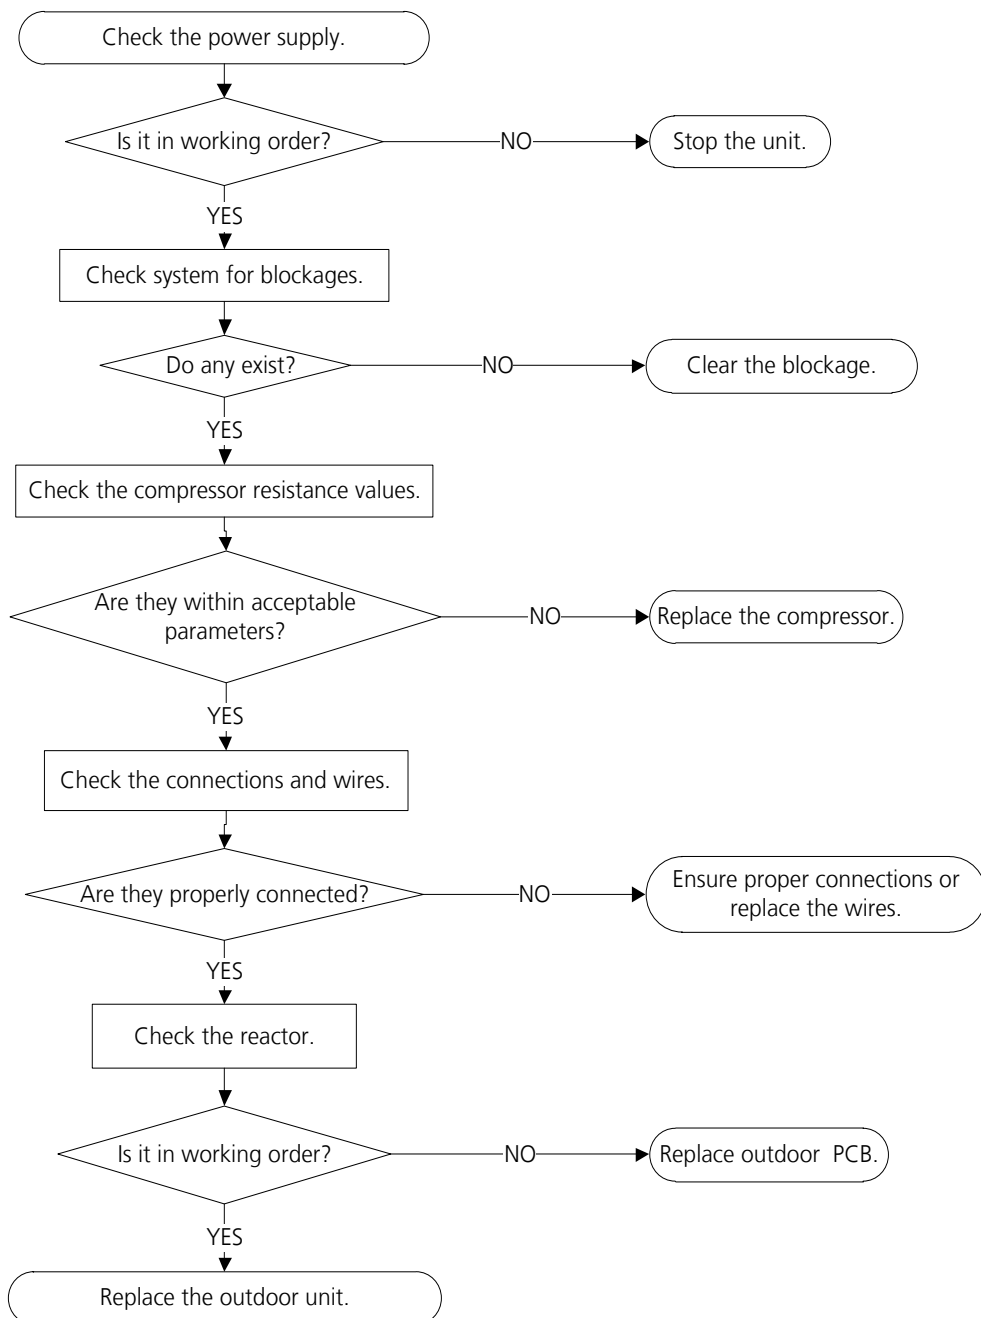 Check the power supply.
Is it in working order?
NO
Stop the unit.
YES
Check system for blockages.
Do any exist?
NO
Clear the blockage.
YES
Check the compressor resistance values.
Are they within acceptable
parameters?
NO
Replace the compressor.
YES
Check the connections and wires.
Are they properly connected?
NO
Ensure proper connections or
replace the wires.
YES
Check the reactor.
Is it in working order?
NO
Replace outdoor PCB.
YES
Replace the outdoor unit.